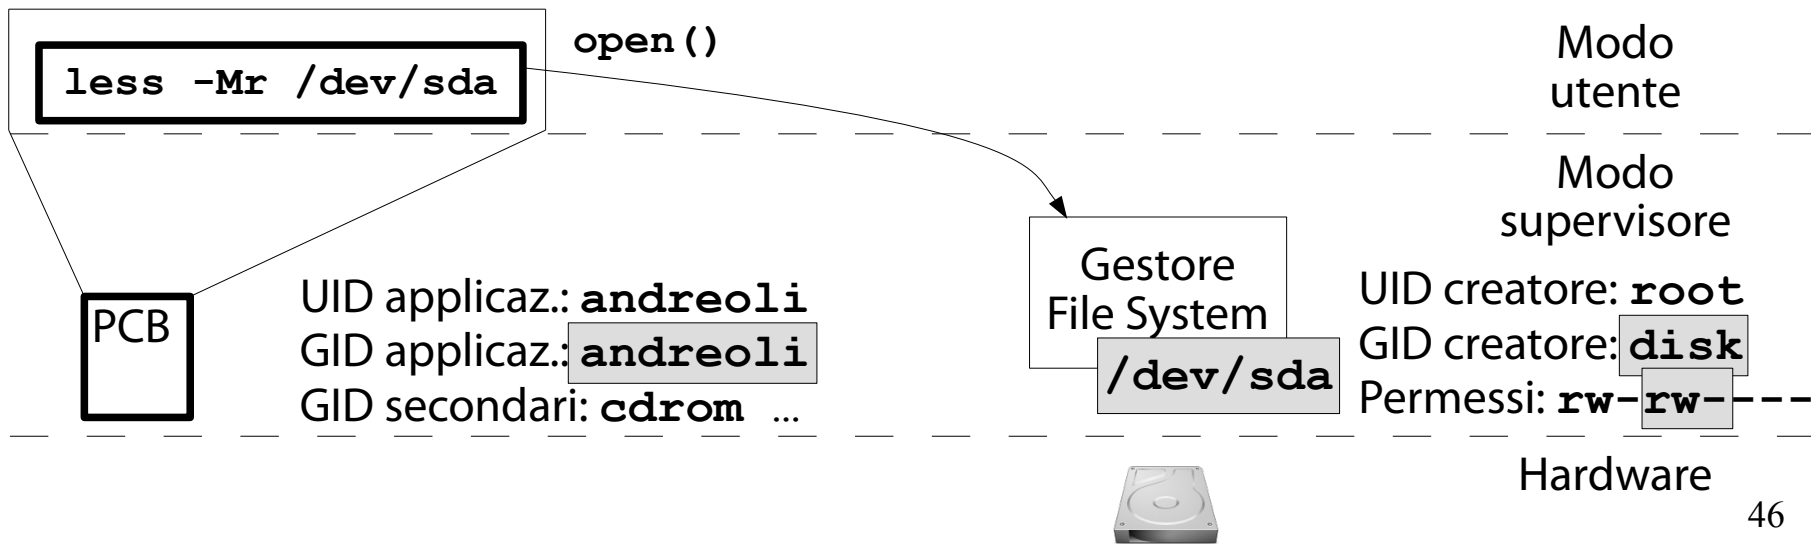 open()
less -Mr /dev/sda
Modo
utente
Modo
supervisore
PCB
UID applicaz.: andreoli
GID applicaz.: andreoli
GID secondari: cdrom ...
Gestore
File System
/dev/sda
UID creatore: root
GID creatore: disk
Permessi: rw-rw----
Hardware
46